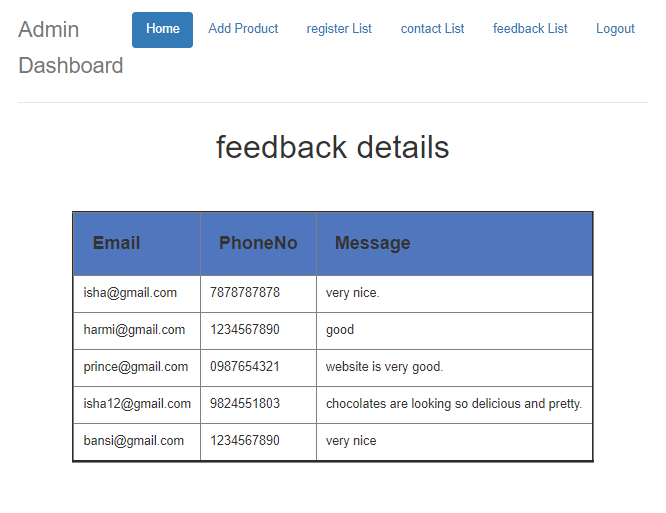 Admin Dashboard
Home Add Product register List contact List feedback List Logout
feedback details
Email PhoneNo Message
isha@gmail.com 7878787878 very nice.
harmi@gmail.com 1234567890 good
prince@gmail.com 0987654321 website is very good.
isha12@gmail.com 9824551803 chocolates are looking so delicious and pretty.
bansi@gmail.com 1234567890 very nice